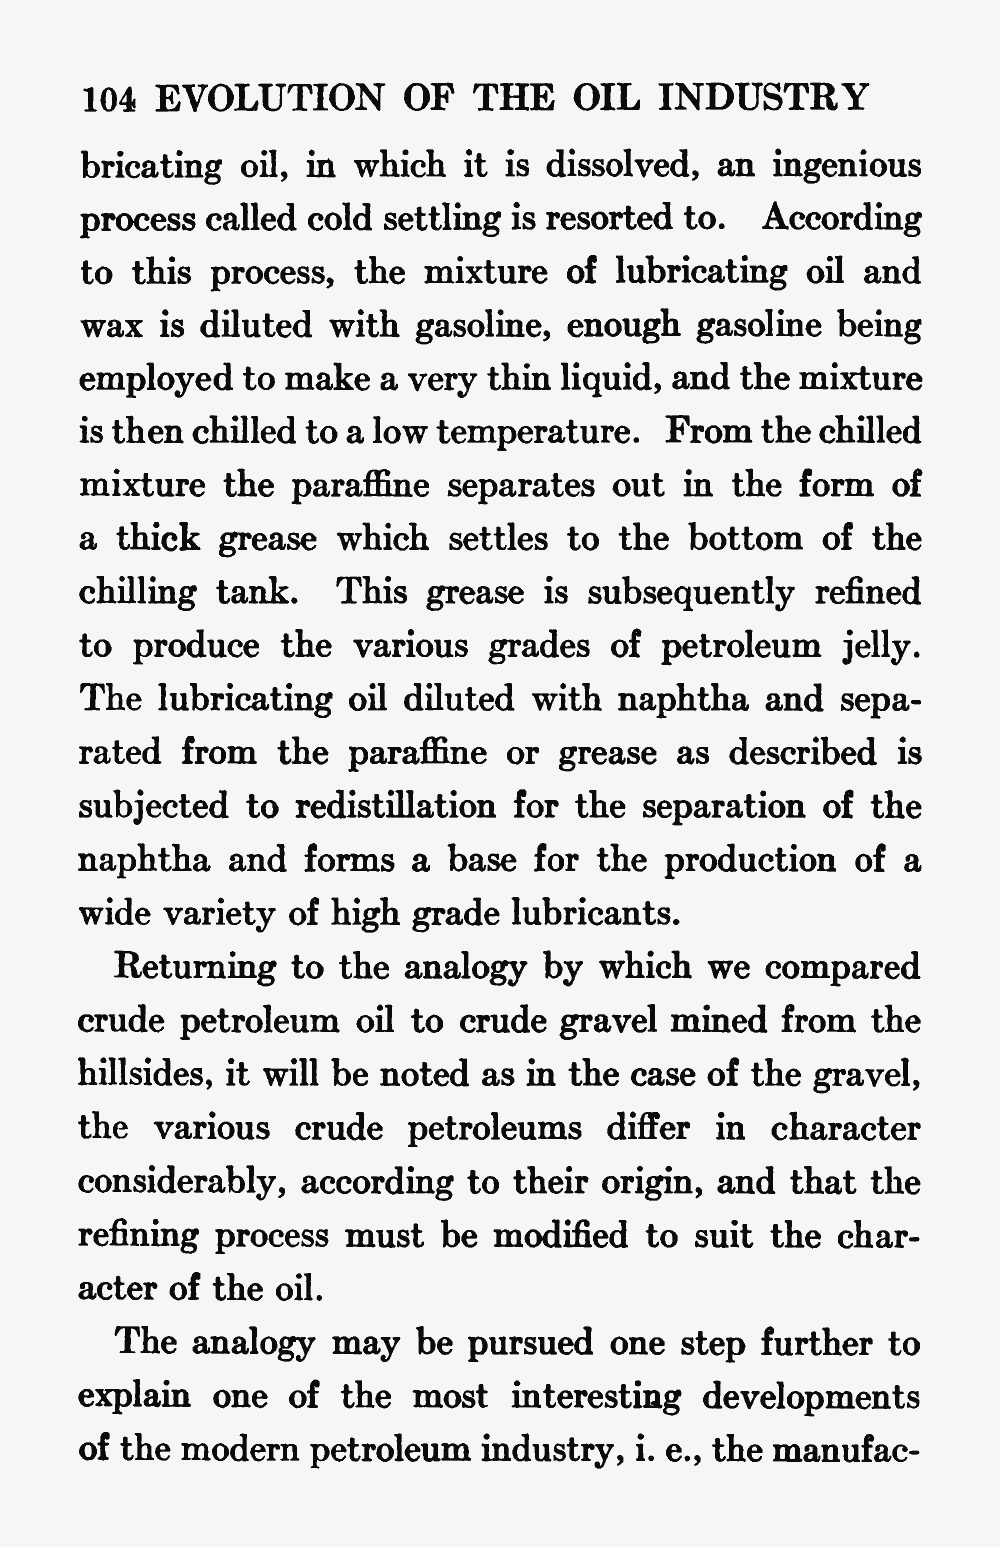 104 EVOLUTION OF THE OIL INDUSTRY
bricating oil, in which it is dissolved, an ingenious
process called cold settling is resorted to. According
to this process, the mixture of lubricating oil and
wax is diluted with gasoline, enough gasoline being
employed to make a very thin liquid, and the mixture
is then chilled to a low temperature. From the chilled
mixture the paraffine separates out in the form of
a thick grease which settles to the bottom of the
chilling tank. This grease is subsequently refined
to produce the various grades of petroleum jelly.
The lubricating oil diluted with naphtha and sepa-
rated from the paraffine or grease as described is
subjected to redistillation for the separation of the
naphtha and forms a base for the production of a
wide variety of high grade lubricants.
Returning to the analogy by which we compared
crude petroleum oil to crude gravel mined from the
hillsides, it will be noted as in the case of the gravel,
the various crude petroleums differ in character
considerably, according to their origin, and that the
refining process must be modified to suit the char-
acter of the oil.
The analogy may be pursued one step further to
explain one of the most interesting developments
of the modern petroleum industry, i. e., the manufac-